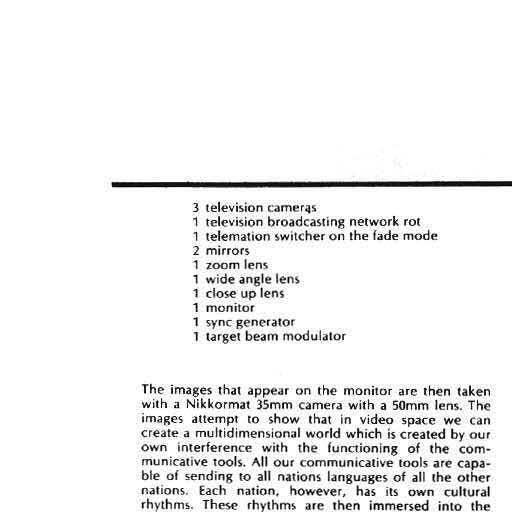 3 television cameras
1 television broadcasting network rot
1 telemation switcher on the fade mode
2 mirrors
1 zoom lens
1 wide angle lens
1 close up lens
1 monitor
1 sync generator
1 target beam modulator
The images that appear on the monitor are then taken
with a Nikkormat 35mm camera with a 50mm lens. The
images attempt to show that in video space we can
create a multidimensional world which is created by our
own interference with the functioning of the com-
municative tools. All our communicative tools are capa-
ble of sending to all nations languages of all the other
nations. Each nation, however, has its own cultural
rhythms. These rhythms are then immersed into the